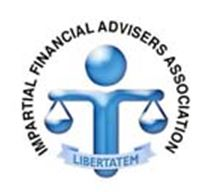 IMPARTIAL FINANCIAL ADVISERS ASSOCIATION
LIBERTATEM